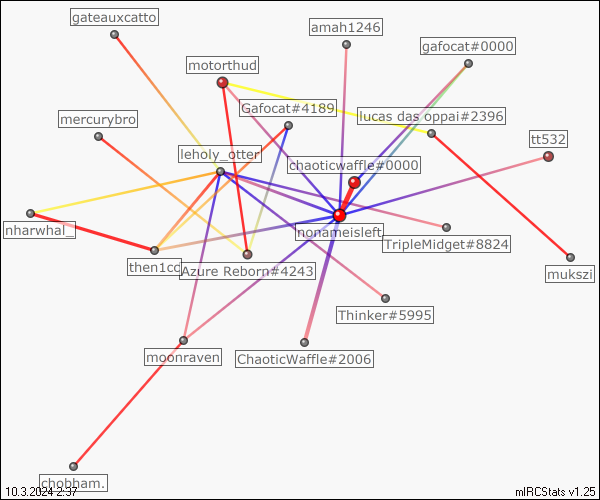 gateauxcatto
amah1246
gafocat#0000
motorthud
Gafocat#4189
mercurybro
lucas das oppai#2396
tt532
leholy_otter
chaoticwaffle#0000
nharwhal_
nonameisleft
TripleMidget#8824
then1cc
Azure Reborn#4243
mukszi
Thinker#5995
moonraven
ChaoticWaffle#2006
chobham.
10.3.2024 2:37
mIRCStats v1.25